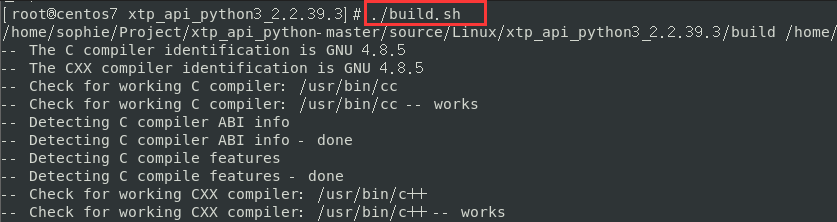 [root@centos7 xtp_api_python3_2.2.39.3]# ./build.sh
/home/sophie/Project/xtp_api_python-master/source/Linux/xtp_api_python3_2.2.39.3/build /home/
-- The C compiler identification is GNU 4.8.5
-- The CXX compiler identification is GNU 4.8.5
-- Check for working C compiler: /usr/bin/cc
-- Check for working C compiler: /usr/bin/cc -- works
-- Detecting C compiler ABI info
-- Detecting C compiler ABI info - done
-- Detecting C compile features
-- Detecting C compile features - done
-- Check for working CXX compiler: /usr/bin/c++
-- Check for working CXX compiler: /usr/bin/c++ -- works